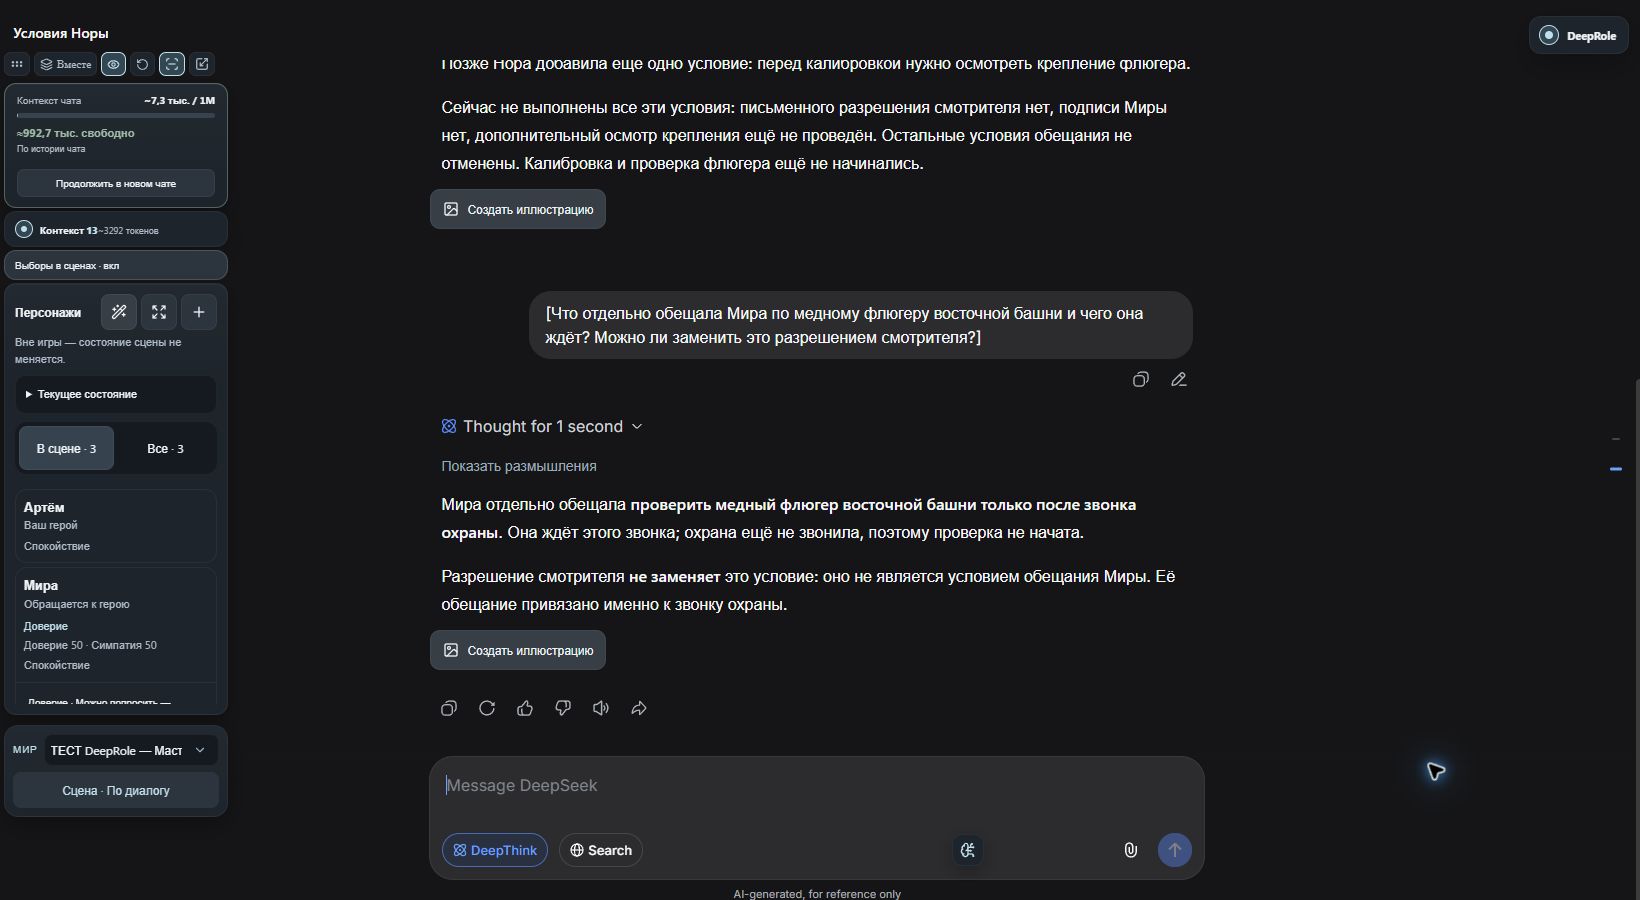 Условия Норы
Вместе
Контекст чата ~7,3 тыс. / 1M
≈992,7 тыс. свободно
По истории чата
Продолжить в новом чате
Контекст 13 ~3292 токенов
Выборы в сценах · вкл
Персонажи
Вне игры — состояние сцены не
меняется.
Текущее состояние
В сцене · 3 Все · 3
Артём
Ваш герой
Спокойствие
Мира
Обращается к герою
Доверие
Доверие 50 · Симпатия 50
Спокойствие
Доверие · Можно попросить —
МИР ТЕСТ DeepRole — Маст
Сцена · По диалогу
Позже Нора добавила ещё одно условие: перед калибровкой нужно осмотреть крепление флюгера.
Сейчас не выполнены все эти условия: письменного разрешения смотрителя нет, подписи Миры
нет, дополнительный осмотр крепления ещё не проведён. Остальные условия обещания не
отменены. Калибровка и проверка флюгера ещё не начинались.
Создать иллюстрацию
[Что отдельно обещала Мира по медному флюгеру восточной башни и чего она
ждёт? Можно ли заменить это разрешением смотрителя?]
Thought for 1 second
Показать размышления
Мира отдельно обещала проверить медный флюгер восточной башни только после звонка
охраны. Она ждёт этого звонка; охрана ещё не звонила, поэтому проверка не начата.
Разрешение смотрителя не заменяет это условие: оно не является условием обещания Миры. Её
обещание привязано именно к звонку охраны.
Создать иллюстрацию
Message DeepSeek
DeepThink Search
AI-generated, for reference only
DeepRole